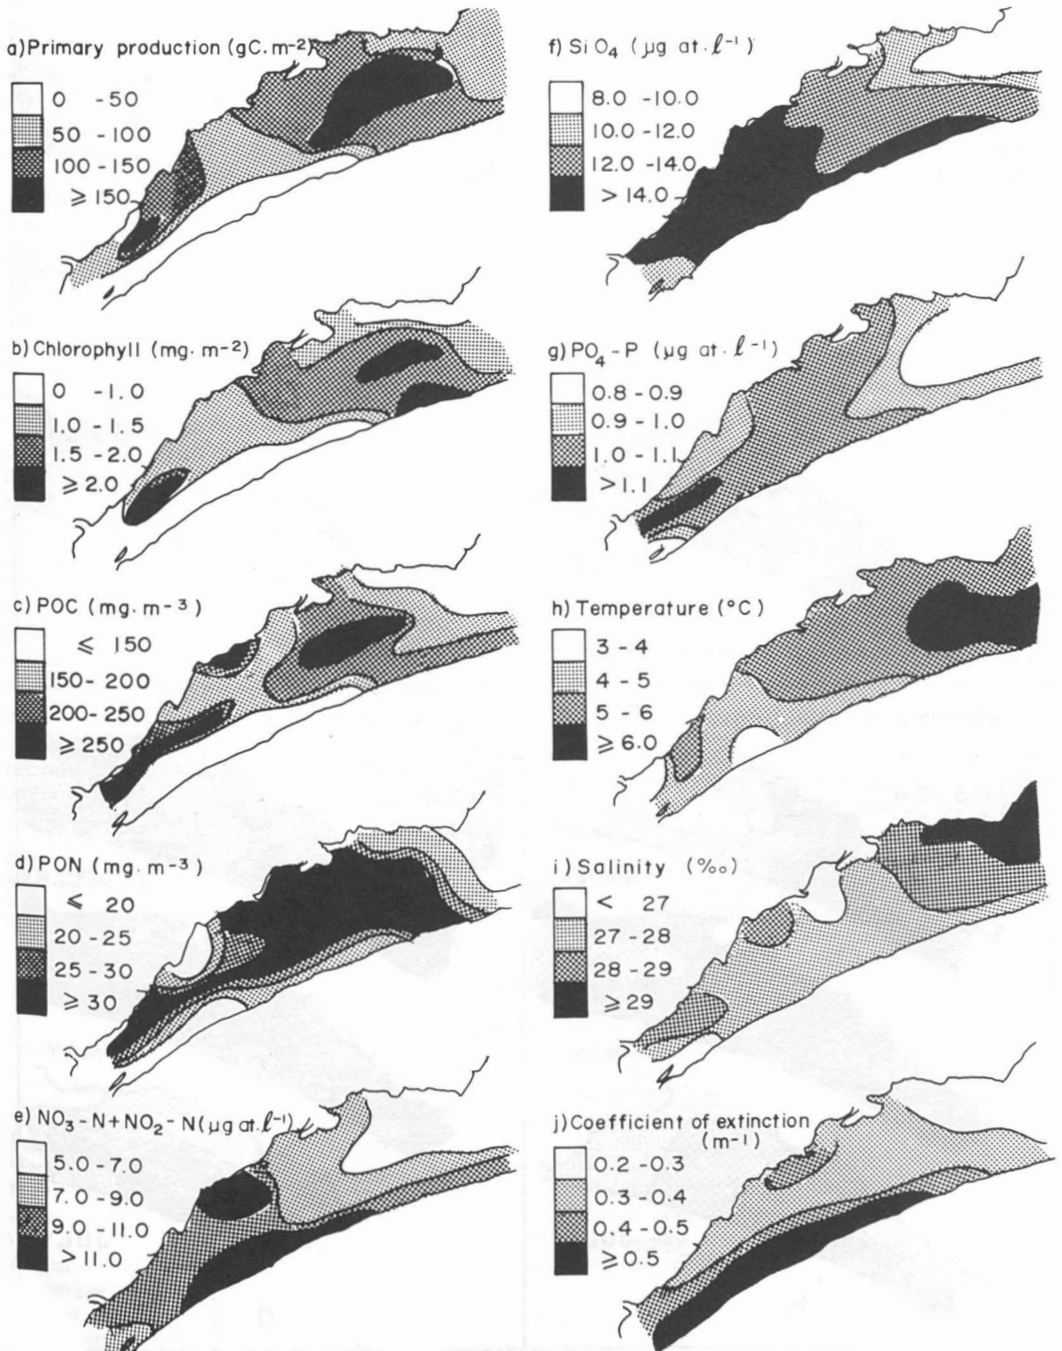 a) Primary production (gC. m-2)
0 - 50
50 - 100
100 - 150
⩾ 150
b) Chlorophyll (mg. m-2)
0 - 1.0
1.0 - 1.5
1.5 - 2.0
⩾ 2.0
c) POC (mg. m-3)
⩽ 150
150 - 200
200 - 250
⩾ 250
d) PON (mg. m-3)
⩽ 20
20 - 25
25 - 30
⩾ 30
e) NO3 - N + NO2 - N (µg at. ℓ-1)
5.0 - 7.0
7.0 - 9.0
9.0 - 11.0
> 11.0
f) SiO4 (µg at. ℓ-1)
8.0 - 10.0
10.0 - 12.0
12.0 - 14.0
> 14.0
g) PO4 - P (µg at. ℓ-1)
0.8 - 0.9
0.9 - 1.0
1.0 - 1.1
> 1.1
h) Temperature (°C)
3 - 4
4 - 5
5 - 6
⩾ 6.0
i) Salinity (‰)
< 27
27 - 28
28 - 29
⩾ 29
j) Coefficient of extinction
(m-1)
0.2 - 0.3
0.3 - 0.4
0.4 - 0.5
⩾ 0.5